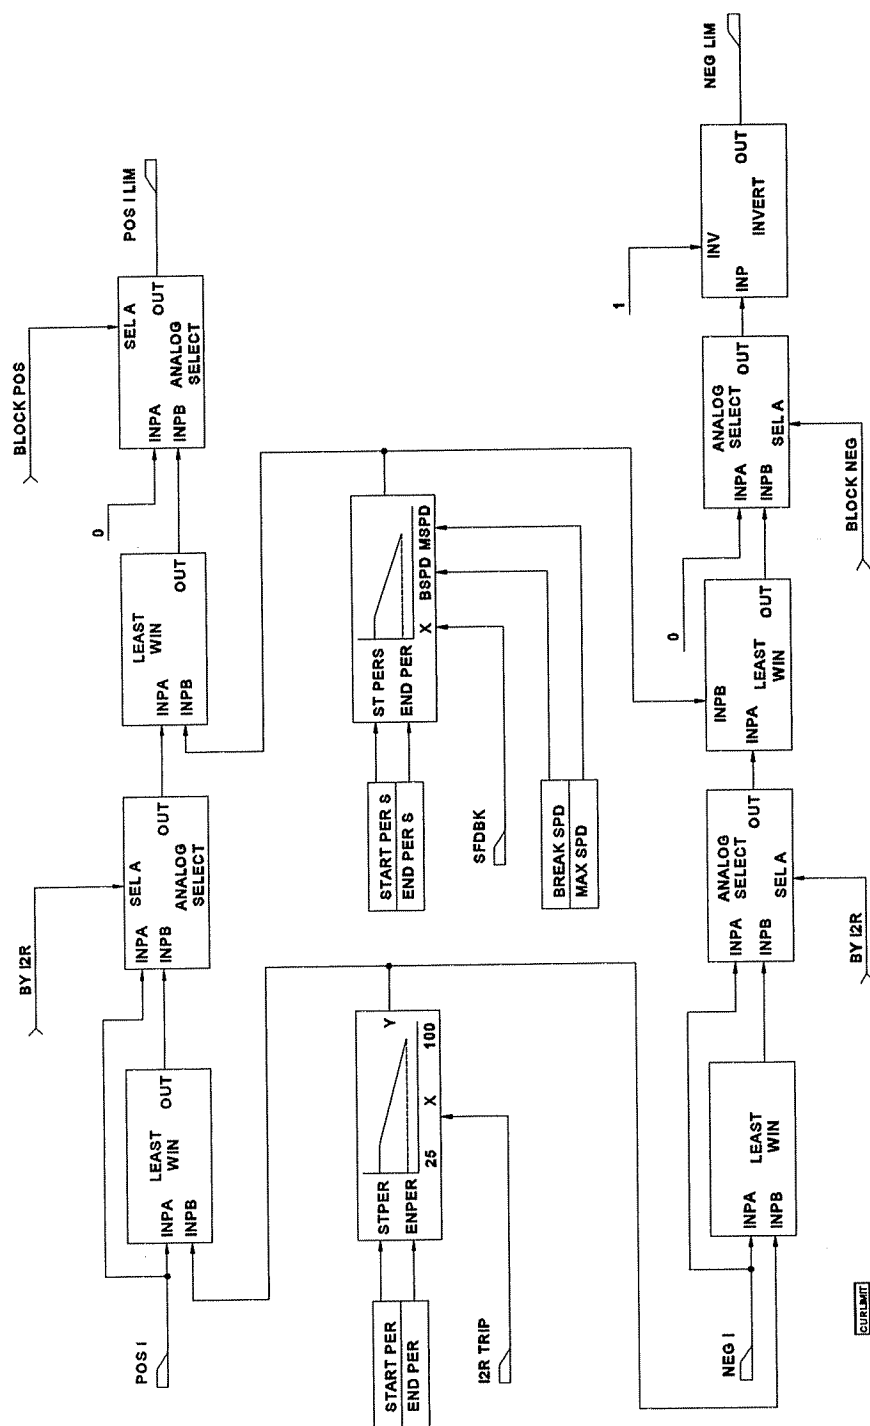 POS I
INPA
INPB
LEAST
WIN
OUT
BY I2R
INPA
INPB
SEL A
ANALOG
SELECT
OUT
INPA
INPB
LEAST
WIN
OUT
0
BLOCK POS
INPA
INPB
SEL A
ANALOG
SELECT
OUT
POS I LIM
START PER
END PER
STPER
ENPER
25
X
100
Y
I2R TRIP
START PER S
END PER S
ST PERS
END PER
X
BSPD
MSPD
SFDBK
BREAK SPD
MAX SPD
NEG I
INPA
INPB
LEAST
WIN
INPA
INPB
ANALOG
SELECT
SEL A
OUT
BY I2R
INPB
INPA
LEAST
WIN
OUT
0
INPA
INPB
ANALOG
SELECT
SEL A
OUT
BLOCK NEG
1
INV
INP
INVERT
OUT
NEG LIM
CURLIMIT